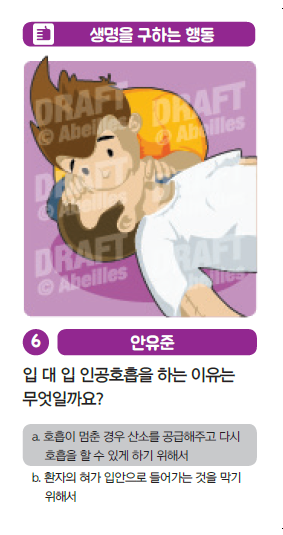 생명을 구하는 행동
DRAFT DRAFT
© Abeilles © Abeilles
DRAFT DRAFT
© Abeilles © Abeilles
DRAFT DRAFT
© Abeilles © Abeilles
6 안유준
입 대 입 인공호흡을 하는 이유는
무엇일까요?
a. 호흡이 멈춘 경우 산소를 공급해주고 다시
호흡을 할 수 있게 하기 위해서
b. 환자의 혀가 입안으로 들어가는 것을 막기
위해서